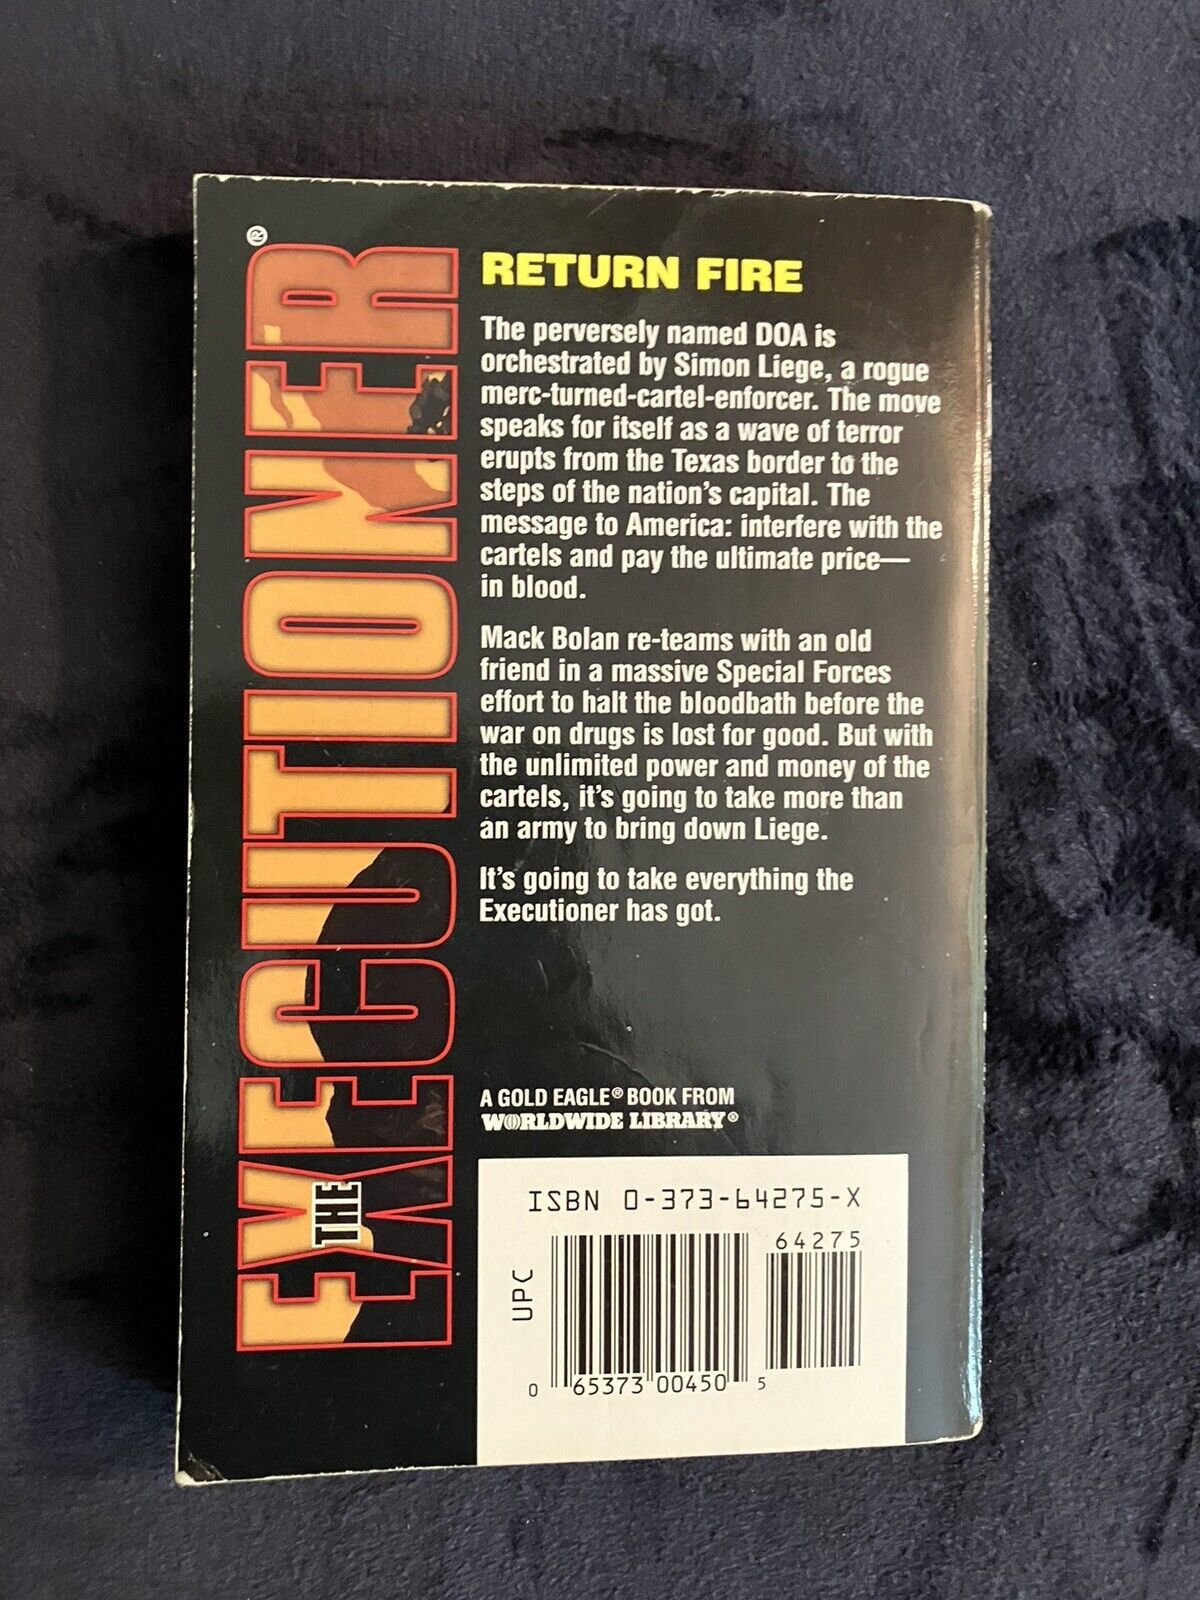 THE EXECUTIONER®
RETURN FIRE
The perversely named DOA is
orchestrated by Simon Liege, a rogue
merc-turned-cartel-enforcer. The move
speaks for itself as a wave of terror
erupts from the Texas border to the
steps of the nation's capital. The
message to America: interfere with the
cartels and pay the ultimate price—
in blood.
Mack Bolan re-teams with an old
friend in a massive Special Forces
effort to halt the bloodbath before the
war on drugs is lost for good. But with
the unlimited power and money of the
cartels, it's going to take more than
an army to bring down Liege.
It's going to take everything the
Executioner has got.
A GOLD EAGLE® BOOK FROM
WORLDWIDE LIBRARY®
ISBN 0-373-64275-X
64275
UPC
0 65373 00450 5